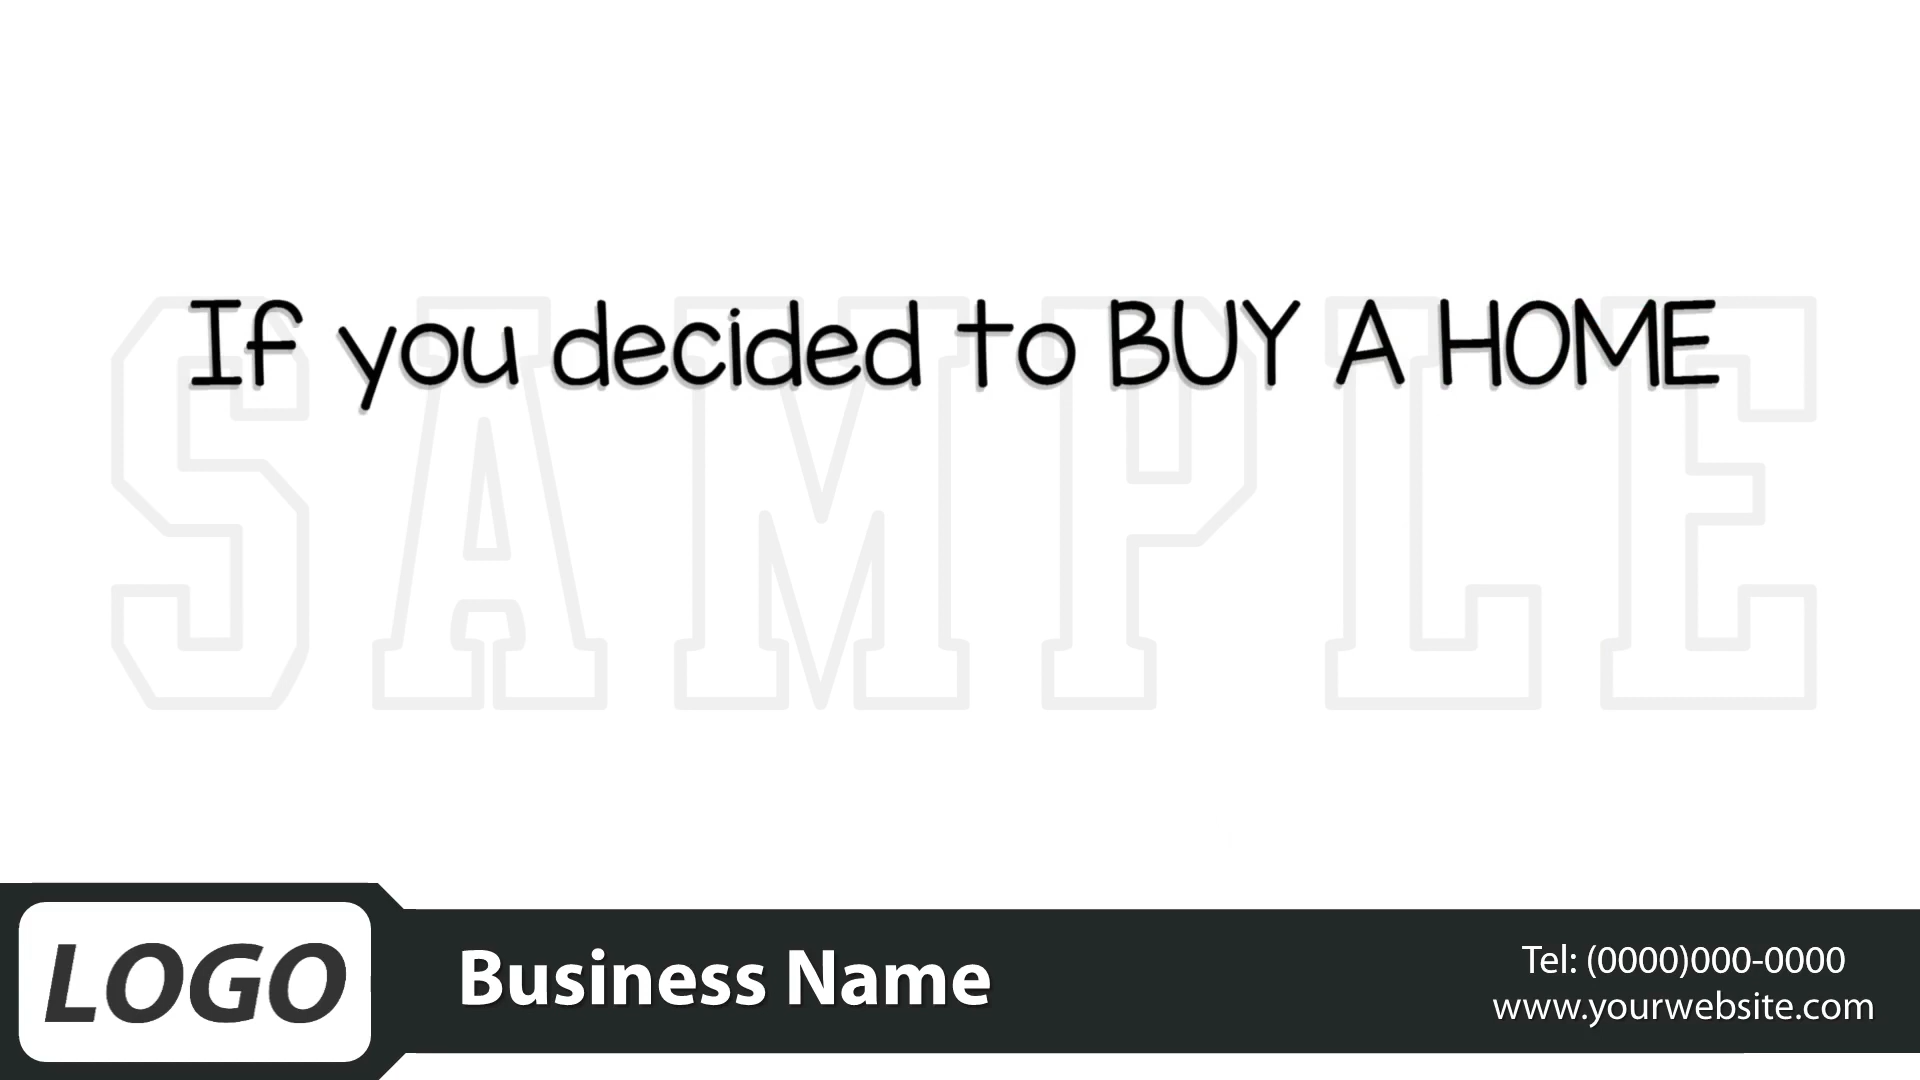 If you decided to BUY A HOME
SAMPLE
LOGO
Business Name
Tel: (0000)000-0000
www.yourwebsite.com